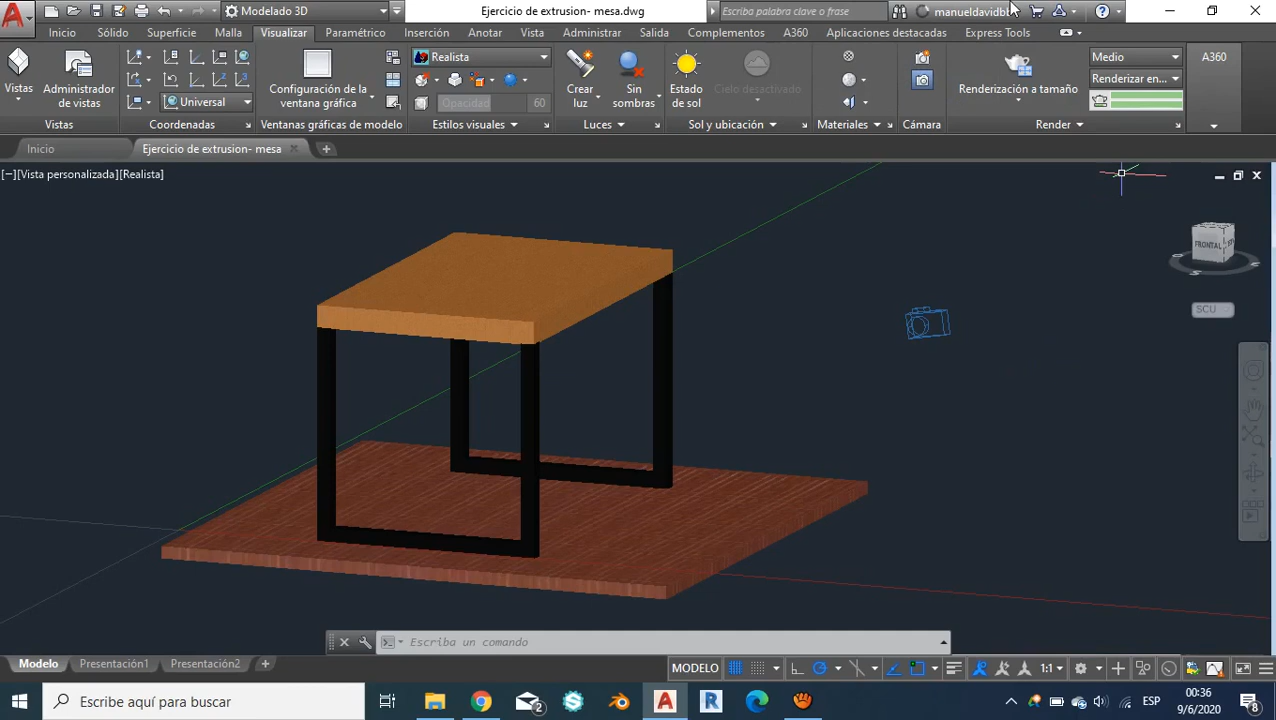 Modelado 3D
Ejercicio de extrusion- mesa.dwg
Escriba palabra clave o frase
Inicio Sólido Superficie Malla Visualizar Paramétrico Inserción Anotar Vista Administrar Salida Complementos A360 Aplicaciones destacadas Express Tools
Vistas
Administrador de vistas
Universal
Configuración de la ventana gráfica
Realista
Opacidad 60
Crear luz
Sin sombras
Estado de sol
Cielo desactivado
Renderización a tamaño
Medio
Renderizar en...
A360
Vistas Coordenadas Ventanas gráficas de modelo Estilos visuales Luces Sol y ubicación Materiales Cámara Render
Inicio Ejercicio de extrusion- mesa
[−][Vista personalizada][Realista]
FRONTAL
SCU
Escriba un comando
Modelo Presentación1 Presentación2
MODELO 1:1
Escribe aquí para buscar
2
ESP
00:36
9/6/2020
8